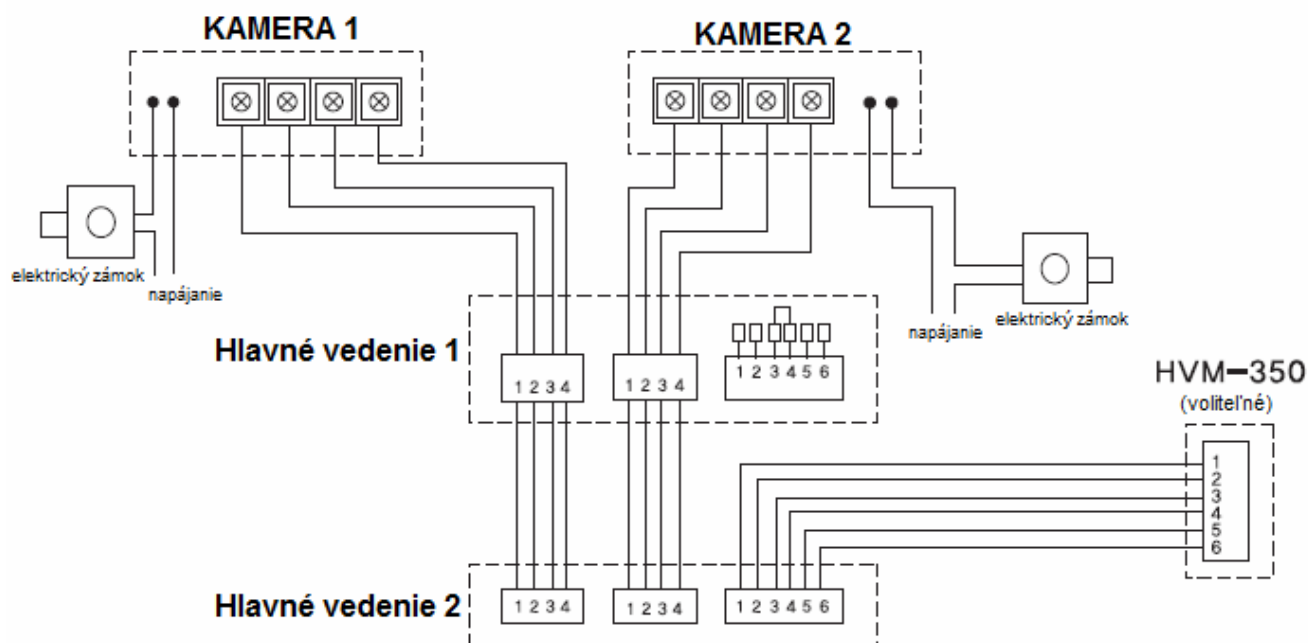 KAMERA 1
KAMERA 2
elektrický zámok
napájanie
napájanie
elektrický zámok
Hlavné vedenie 1
1 2 3 4
1 2 3 4
1 2 3 4 5 6
HVM-350
(voliteľné)
1
2
3
4
5
6
Hlavné vedenie 2
1 2 3 4
1 2 3 4
1 2 3 4 5 6